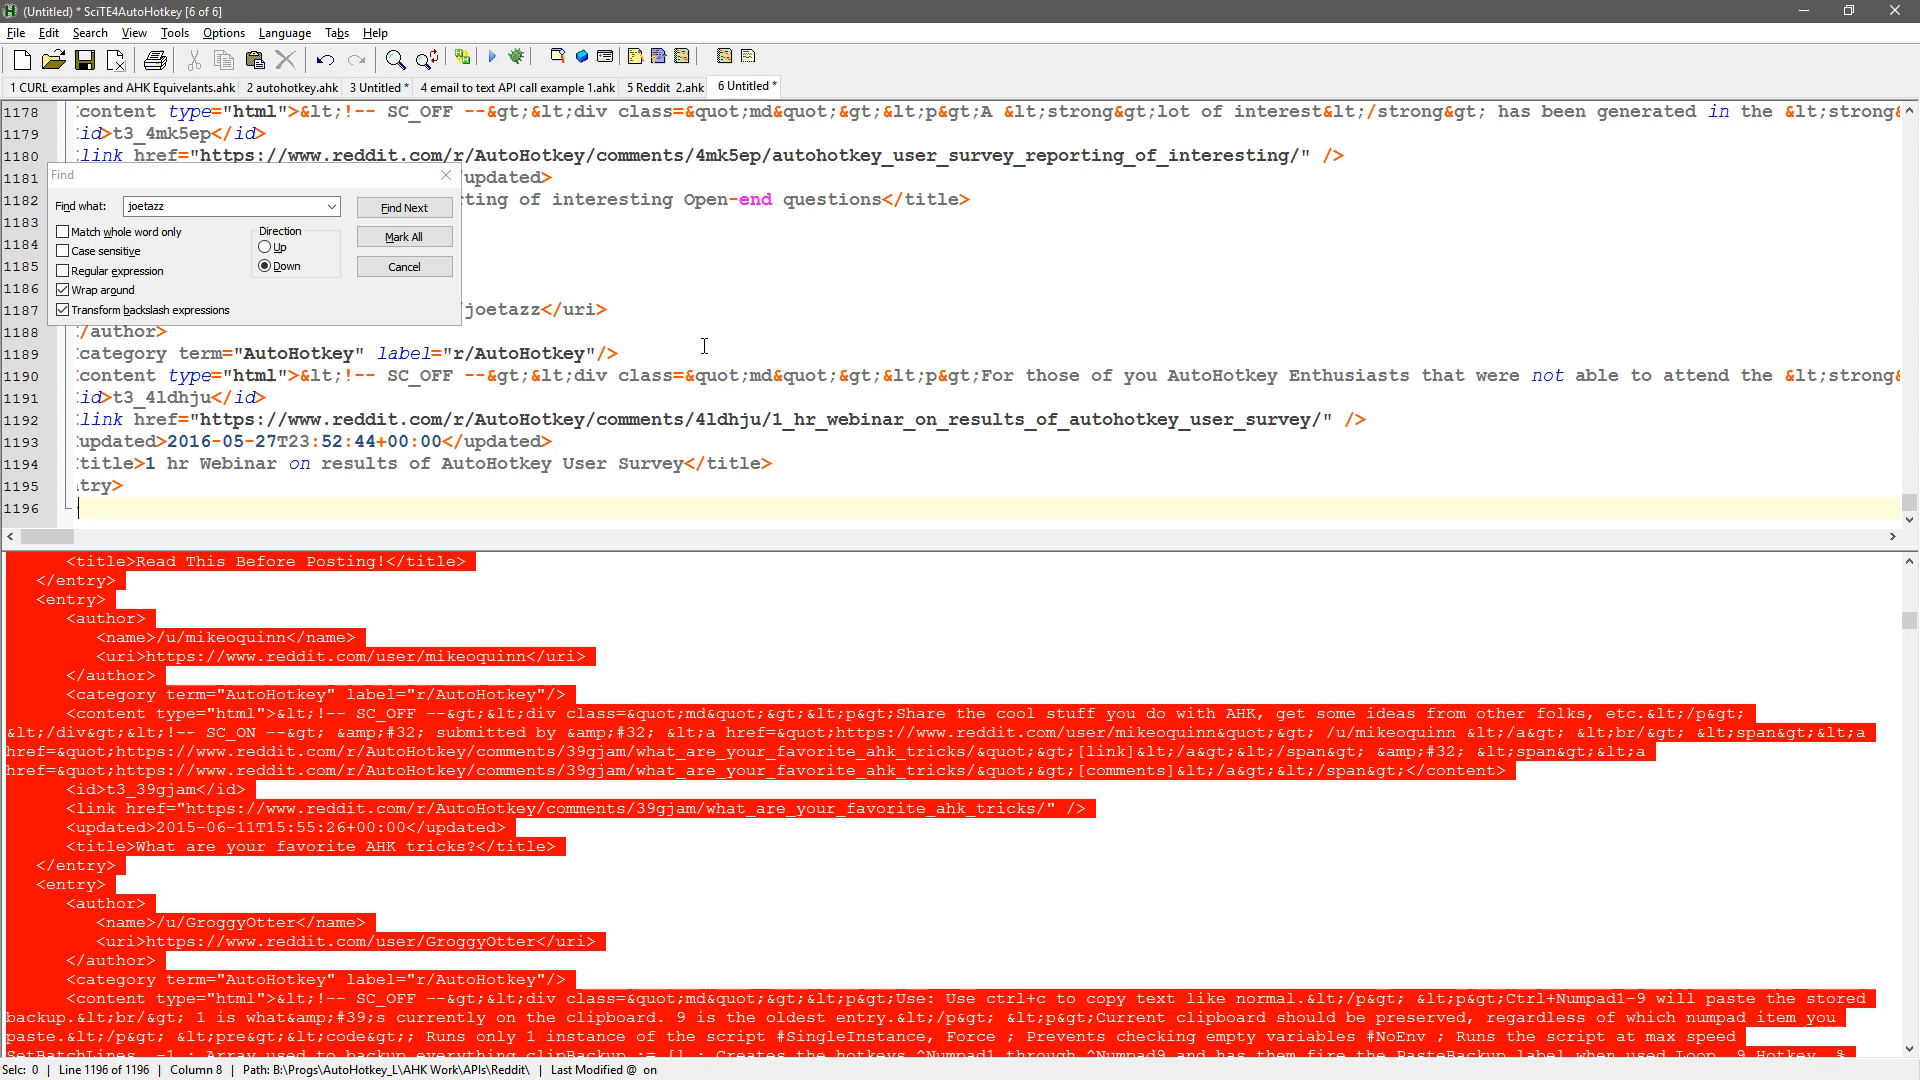 (Untitled) * SciTE4AutoHotkey [6 of 6]
File Edit Search View Tools Options Language Tabs Help
1 CURL examples and AHK Equivelants.ahk 2 autohotkey.ahk 3 Untitled * 4 email to text API call example 1.ahk 5 Reddit 2.ahk 6 Untitled *
1178 content type="html">&lt;!-- SC_OFF --&gt;&lt;div class=&quot;md&quot;&gt;&lt;p&gt;A &lt;strong&gt;lot of interest&lt;/strong&gt; has been generated in the &lt;strong&
1179 id>t3_4mk5ep</id>
1180 link href="https://www.reddit.com/r/AutoHotkey/comments/4mk5ep/autohotkey_user_survey_reporting_of_interesting/" />
1181 updated>
1182 ting of interesting Open-end questions</title>
1183
1184
1185
1186
1187 joetazz</uri>
1188 /author>
1189 category term="AutoHotkey" label="r/AutoHotkey"/>
1190 content type="html">&lt;!-- SC_OFF --&gt;&lt;div class=&quot;md&quot;&gt;&lt;p&gt;For those of you AutoHotkey Enthusiasts that were not able to attend the &lt;strong&
1191 id>t3_4ldhju</id>
1192 link href="https://www.reddit.com/r/AutoHotkey/comments/4ldhju/1_hr_webinar_on_results_of_autohotkey_user_survey/" />
1193 updated>2016-05-27T23:52:44+00:00</updated>
1194 title>1 hr Webinar on results of AutoHotkey User Survey</title>
1195 try>
1196
Find
Find what: joetazz Find Next
Match whole word only Direction
Case sensitive Up Mark All
Regular expression Down Cancel
Wrap around
Transform backslash expressions
<title>Read This Before Posting!</title>
</entry>
<entry>
<author>
<name>/u/mikeoquinn</name>
<uri>https://www.reddit.com/user/mikeoquinn</uri>
</author>
<category term="AutoHotkey" label="r/AutoHotkey"/>
<content type="html">&lt;!-- SC_OFF --&gt;&lt;div class=&quot;md&quot;&gt;&lt;p&gt;Share the cool stuff you do with AHK, get some ideas from other folks, etc.&lt;/p&gt;
&lt;/div&gt;&lt;!-- SC_ON --&gt; &amp;#32; submitted by &amp;#32; &lt;a href=&quot;https://www.reddit.com/user/mikeoquinn&quot;&gt; /u/mikeoquinn &lt;/a&gt; &lt;br/&gt; &lt;span&gt;&lt;a
href=&quot;https://www.reddit.com/r/AutoHotkey/comments/39gjam/what_are_your_favorite_ahk_tricks/&quot;&gt;[link]&lt;/a&gt;&lt;/span&gt; &amp;#32; &lt;span&gt;&lt;a
href=&quot;https://www.reddit.com/r/AutoHotkey/comments/39gjam/what_are_your_favorite_ahk_tricks/&quot;&gt;[comments]&lt;/a&gt;&lt;/span&gt;</content>
<id>t3_39gjam</id>
<link href="https://www.reddit.com/r/AutoHotkey/comments/39gjam/what_are_your_favorite_ahk_tricks/" />
<updated>2015-06-11T15:55:26+00:00</updated>
<title>What are your favorite AHK tricks?</title>
</entry>
<entry>
<author>
<name>/u/GroggyOtter</name>
<uri>https://www.reddit.com/user/GroggyOtter</uri>
</author>
<category term="AutoHotkey" label="r/AutoHotkey"/>
<content type="html">&lt;!-- SC_OFF --&gt;&lt;div class=&quot;md&quot;&gt;&lt;p&gt;Use: Use ctrl+c to copy text like normal.&lt;/p&gt; &lt;p&gt;Ctrl+Numpad1-9 will paste the stored
backup.&lt;br/&gt; 1 is what&amp;#39;s currently on the clipboard. 9 is the oldest entry.&lt;/p&gt; &lt;p&gt;Current clipboard should be preserved, regardless of which numpad item you
paste.&lt;/p&gt; &lt;pre&gt;&lt;code&gt;; Runs only 1 instance of the script #SingleInstance, Force ; Prevents checking empty variables #NoEnv ; Runs the script at max speed
SetBatchLines, -1 ; Array used to backup everything clipBackup := [] ; Creates the hotkeys ^Numpad1 through ^Numpad9 and has them fire the PasteBackup label when used Loop, 9 Hotkey, %
Selc: 0 | Line 1196 of 1196 | Column 8 | Path: B:\Progs\AutoHotkey_L\AHK Work\APIs\Reddit\ | Last Modified @ on